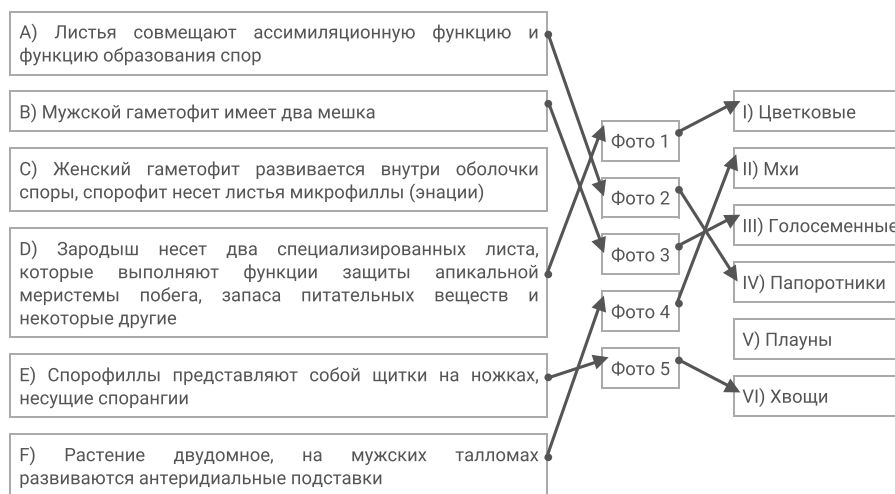 A) Листья совмещают ассимиляционную функцию и
функцию образования спор
B) Мужской гаметофит имеет два мешка
C) Женский гаметофит развивается внутри оболочки
споры, спорофит несет листья микрофиллы (энации)
D) Зародыш несет два специализированных листа,
которые выполняют функции защиты апикальной
меристемы побега, запаса питательных веществ и
некоторые другие
E) Спорофиллы представляют собой щитки на ножках,
несущие спорангии
F) Растение двудомное, на мужских талломах
развиваются антеридиальные подставки
Фото 1
Фото 2
Фото 3
Фото 4
Фото 5
I) Цветковые
II) Мхи
III) Голосеменные
IV) Папоротники
V) Плауны
VI) Хвощи